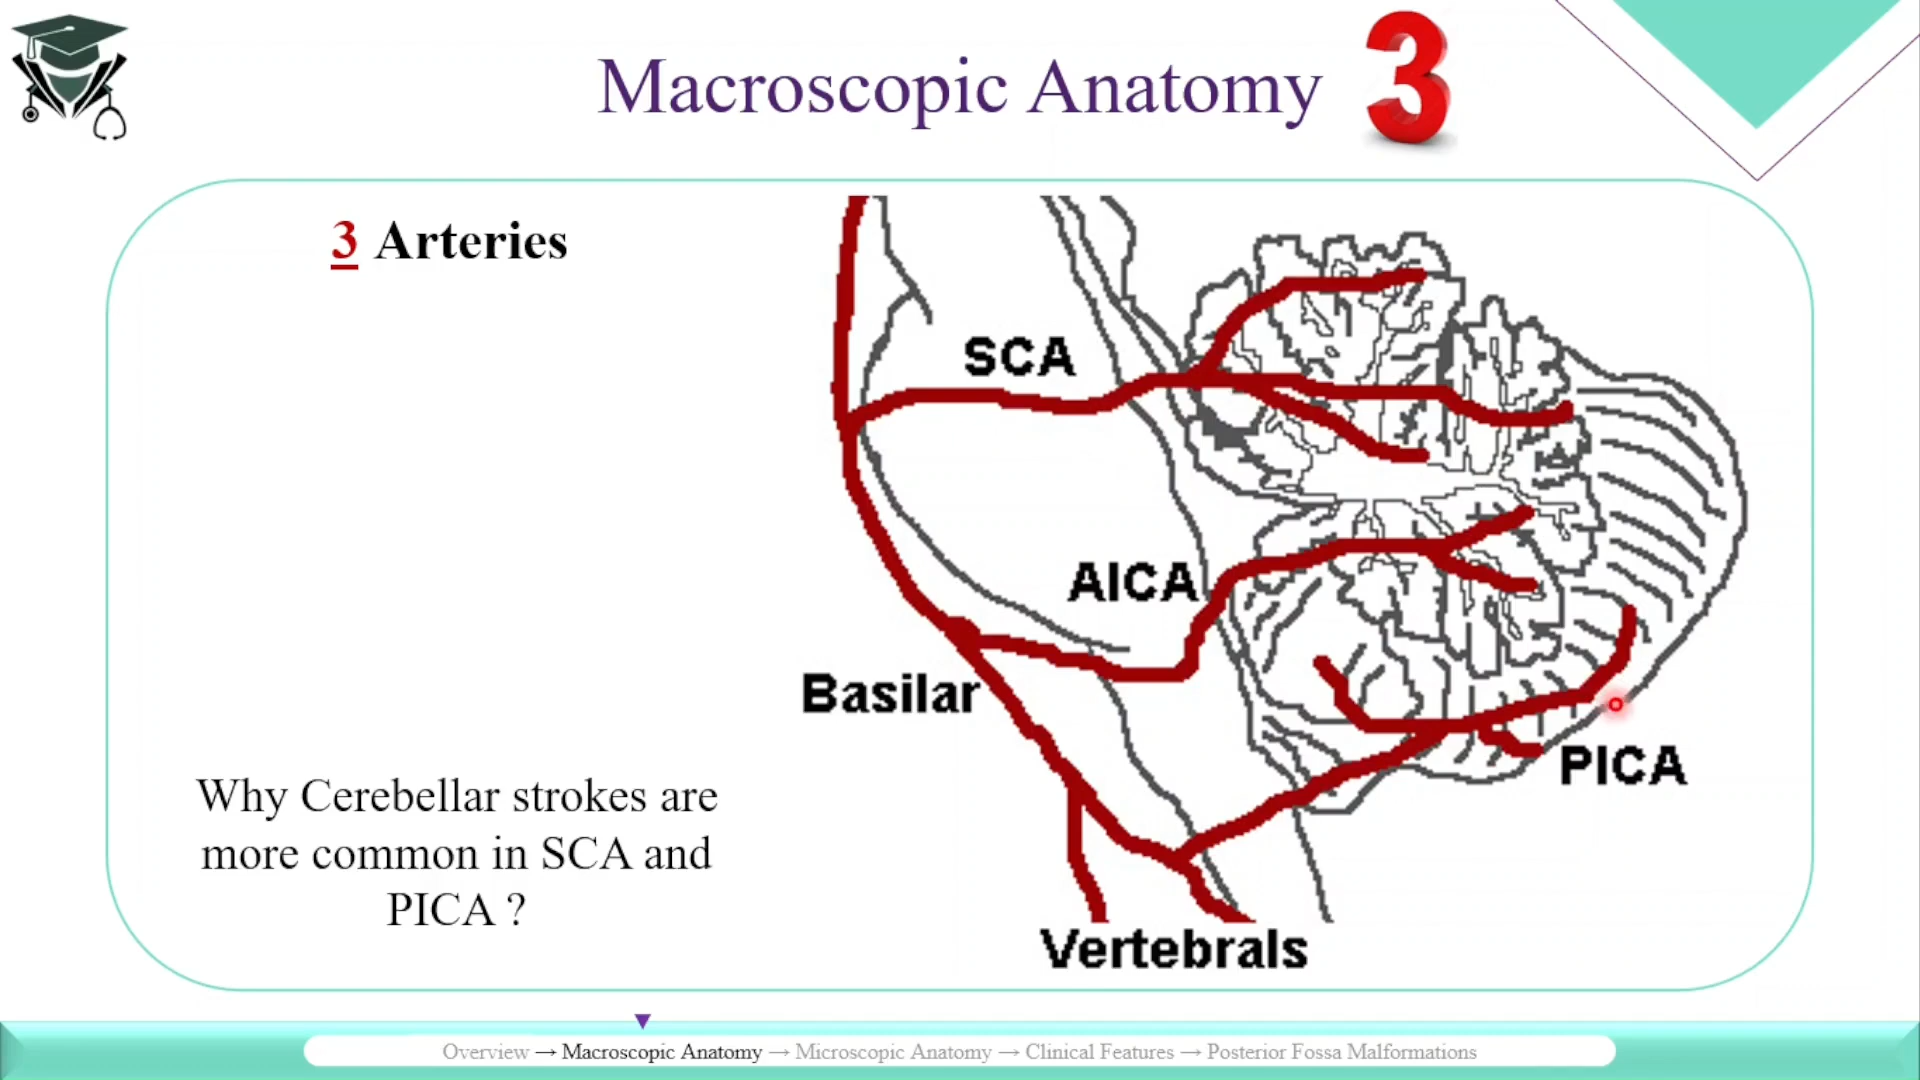 Macroscopic Anatomy 3
3 Arteries
SCA
AICA
Basilar
PICA
Why Cerebellar strokes are
more common in SCA and
PICA ?
Vertebrals
Overview → Macroscopic Anatomy → Microscopic Anatomy → Clinical Features → Posterior Fossa Malformations